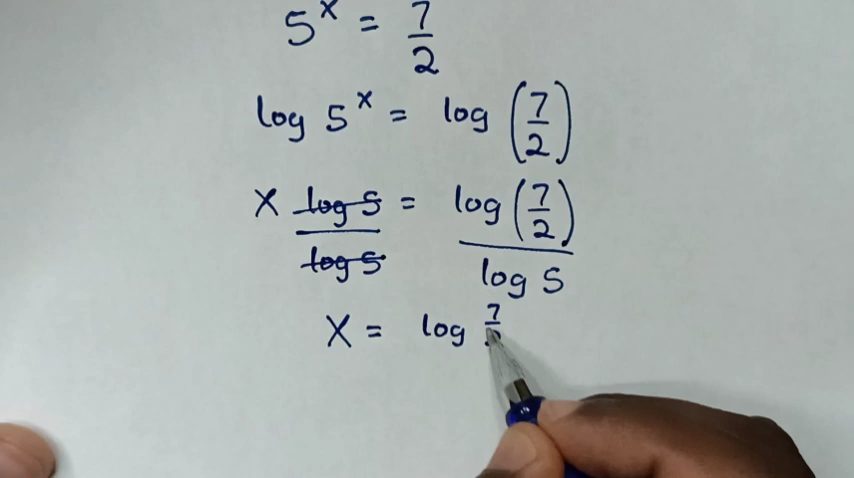 5^x = 7/2
log 5^x = log (7/2)
x log 5 / log 5 = log (7/2) / log 5
x = log 7/